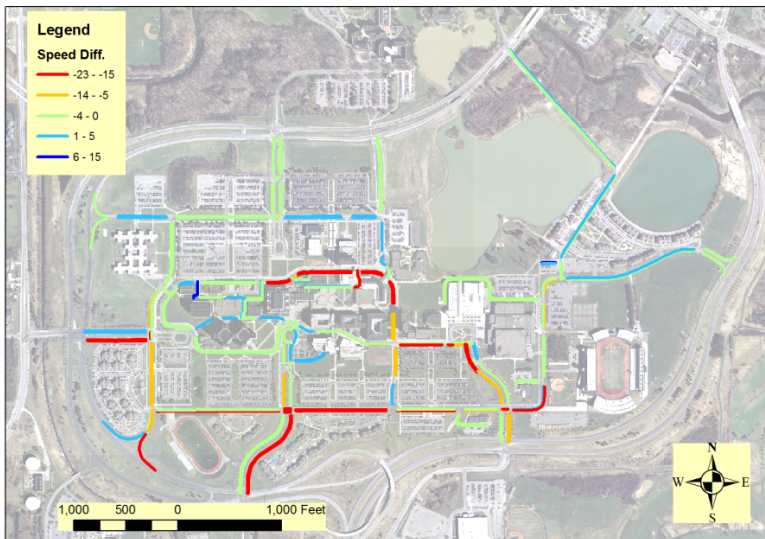 Legend
Speed Diff.
-23 - -15
-14 - -5
-4 - 0
1 - 5
6 - 15
N
W E
S
1,000 500 0 1,000 Feet